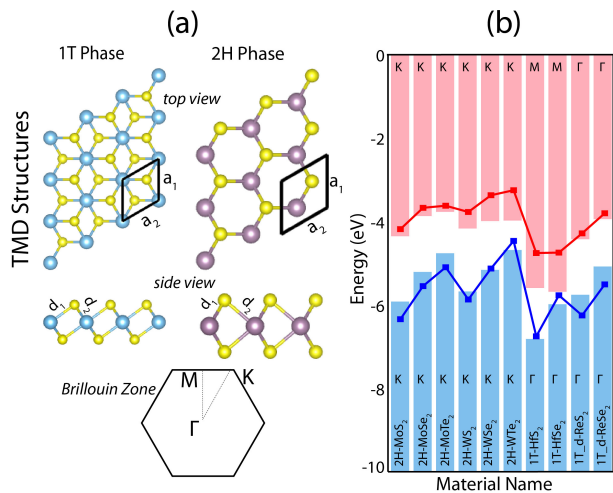 (a)
1T Phase
2H Phase
top view
TMD Structures
a1
a2
a1
a2
side view
d1
d2
d1
d2
Brillouin Zone
M
K
Γ
(b)
0
-2
-4
-6
-8
-10
Energy (eV)
K K K K K K M M Γ Γ
K K K K K K Γ Γ Γ Γ
2H-MoS2
2H-MoSe2
2H-MoTe2
2H-WS2
2H-WSe2
2H-WTe2
1T-HfS2
1T-HfSe2
1T_d-ReS2
1T_d-ReSe2
Material Name